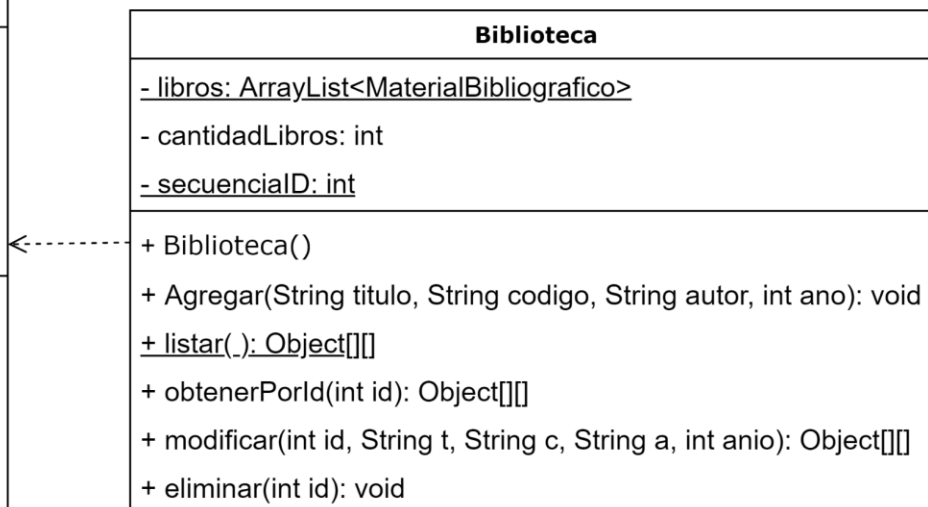 Biblioteca
- libros: ArrayList<MaterialBibliografico>
- cantidadLibros: int
- secuenciaID: int
+ Biblioteca()
+ Agregar(String titulo, String codigo, String autor, int ano): void
+ listar( ): Object[][]
+ obtenerPorId(int id): Object[][]
+ modificar(int id, String t, String c, String a, int anio): Object[][]
+ eliminar(int id): void